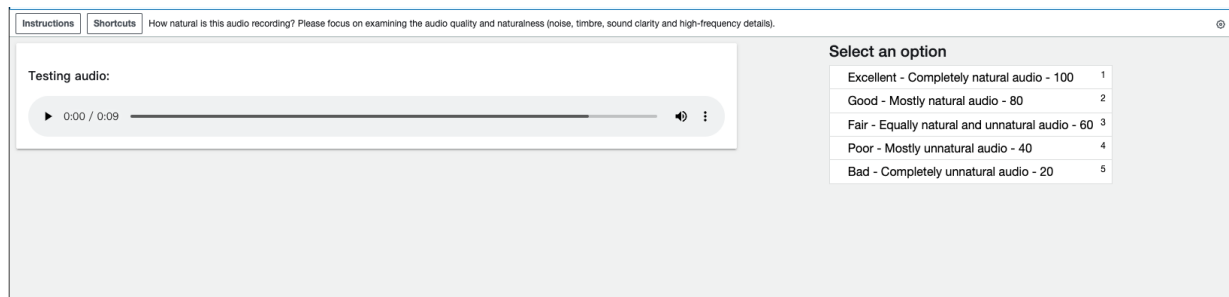 Instructions Shortcuts How natural is this audio recording? Please focus on examining the audio quality and naturalness (noise, timbre, sound clarity and high-frequency details).
Testing audio:
0:00 / 0:09
Select an option
Excellent - Completely natural audio - 100 1
Good - Mostly natural audio - 80 2
Fair - Equally natural and unnatural audio - 60 3
Poor - Mostly unnatural audio - 40 4
Bad - Completely unnatural audio - 20 5